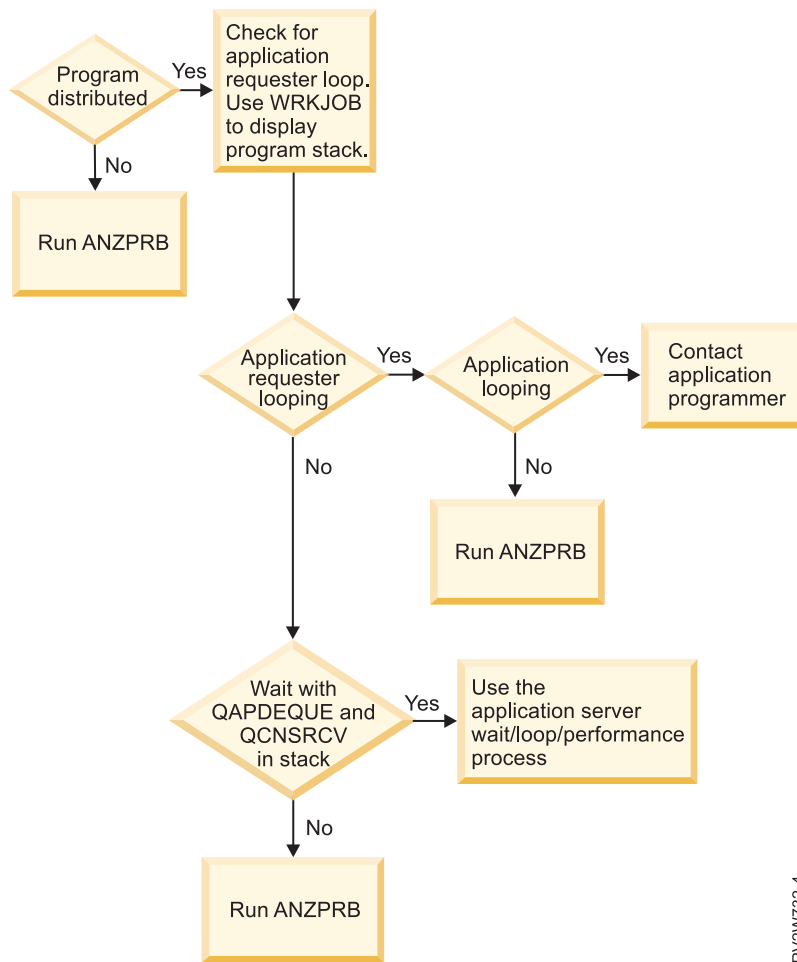 Program
distributed
Yes
Check for
application
requester loop.
Use WRKJOB
to display
program stack.
No
Run ANZPRB
Application
requester
looping
Yes
Application
looping
Yes
Contact
application
programmer
No
No
Run ANZPRB
Wait with
QAPDEQUE and
QCNSRCV
in stack
Yes
Use the
application server
wait/loop/performance
process
No
Run ANZPRB